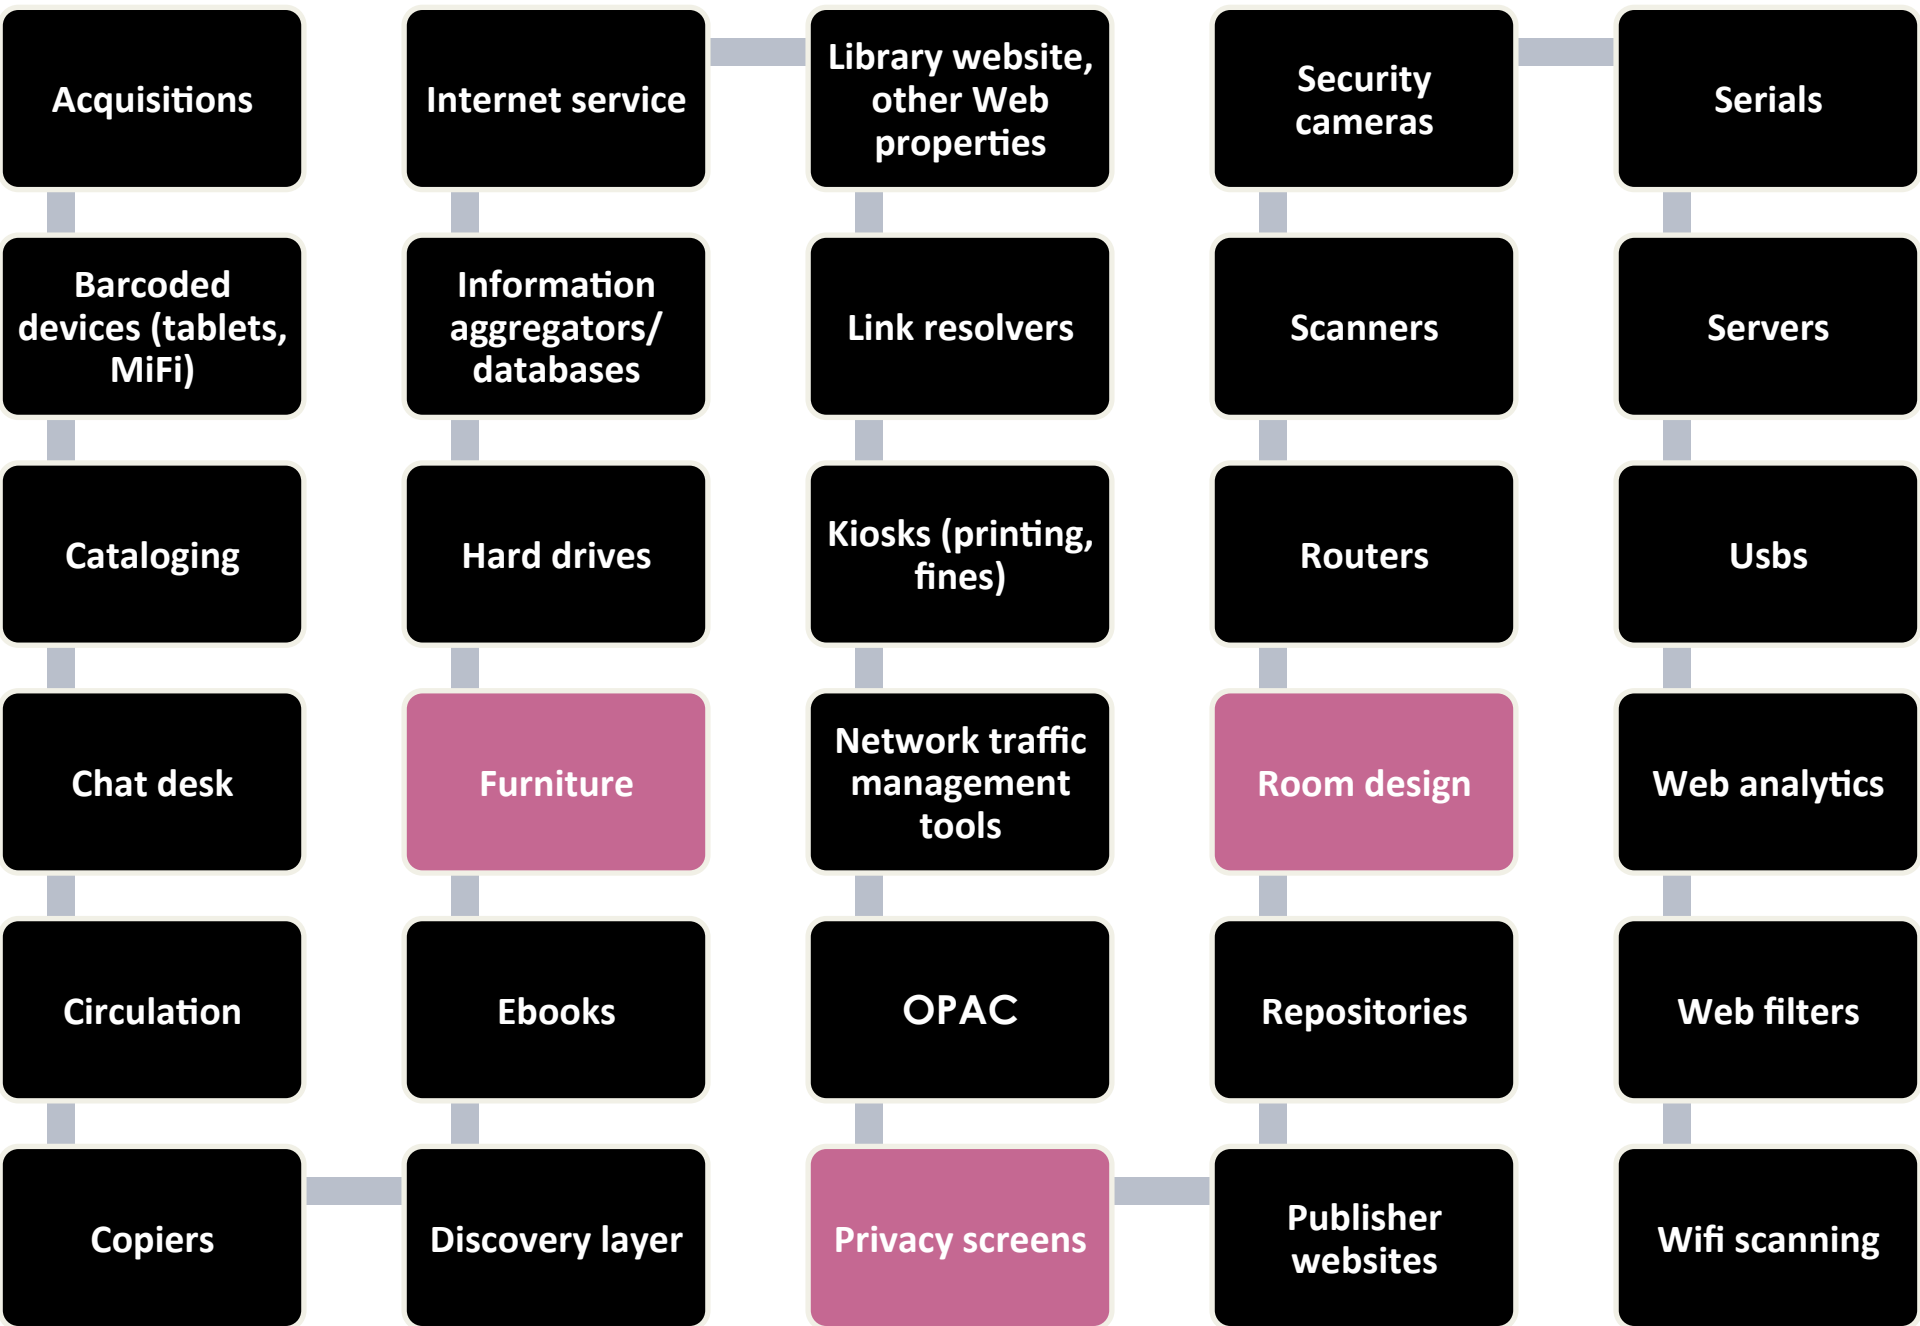 Acquisitions
Barcoded
devices (tablets,
MiFi)
Cataloging
Chat desk
Circulation
Copiers
Discovery layer
Ebooks
Furniture
Hard drives
Information
aggregators/
databases
Internet service
Library website,
other Web
properties
Link resolvers
Kiosks (printing,
fines)
Network traffic
management
tools
OPAC
Privacy screens
Publisher
websites
Repositories
Room design
Routers
Scanners
Security
cameras
Serials
Servers
Usbs
Web analytics
Web filters
Wifi scanning